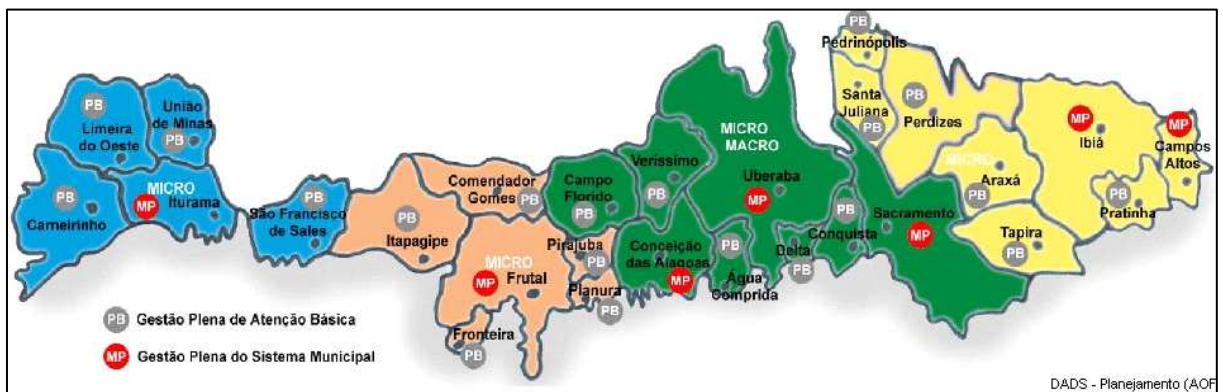 PB
Limeira
do Oeste
União
de Minas
PB
PB
Carneirinho
MICRO
MP
Iturama
PB
São Francisco
de Sales
PB
Itapagipe
Comendador
Gomes
PB
MICRO
MP
Frutal
Pirajuba
PB
Planura
PB
Fronteira
PB
Campo
Florido
PB
Veríssimo
PB
Conceição
das Alagoas
MP
MICRO
MACRO
Uberaba
MP
PB
Água
Comprida
Delta
PB
PB
Conquista
Sacramento
MP
PB
Pedrinópolis
Santa
Juliana
PB
PB
Perdizes
MICRO
Araxá
PB
Tapira
PB
MP
Ibiá
MP
Campos
Altos
PB
Pratinha
PB Gestão Plena de Atenção Básica
MP Gestão Plena do Sistema Municipal
DADS - Planejamento (AOF